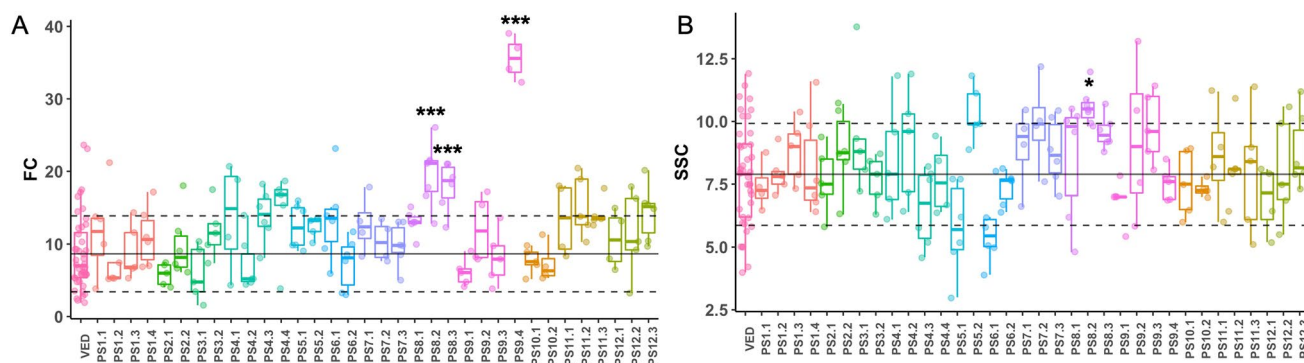 A
FC
40
30
20
10
0
***
***
***
VED
PS1.1
PS1.2
PS1.3
PS1.4
PS2.1
PS2.2
PS3.1
PS3.2
PS4.1
PS4.2
PS4.3
PS4.4
PS5.1
PS5.2
PS6.1
PS6.2
PS7.1
PS7.2
PS7.3
PS8.1
PS8.2
PS8.3
PS9.1
PS9.2
PS9.3
PS9.4
PS10.1
PS10.2
PS11.1
PS11.2
PS11.3
PS12.1
PS12.2
PS12.3
B
SSC
12.5
10.0
7.5
5.0
2.5
*
VED
PS1.1
PS1.2
PS1.3
PS1.4
PS2.1
PS2.2
PS3.1
PS3.2
PS4.1
PS4.2
PS4.3
PS4.4
PS5.1
PS5.2
PS6.1
PS6.2
PS7.1
PS7.2
PS7.3
PS8.1
PS8.2
PS8.3
PS9.1
PS9.2
PS9.3
PS9.4
PS10.1
PS10.2
PS11.1
PS11.2
PS11.3
PS12.1
PS12.2